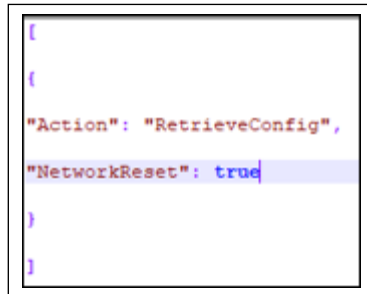 [
{
"Action": "RetrieveConfig",
"NetworkReset": true
}
]